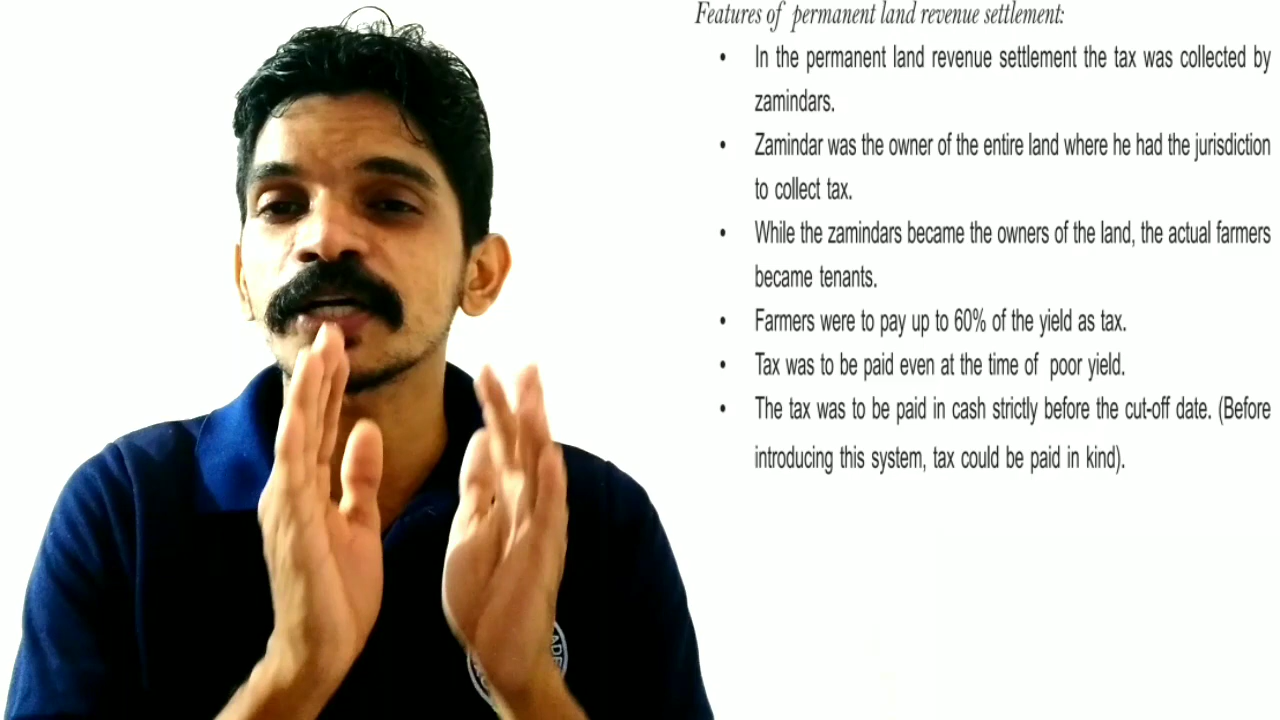 Features of permanent land revenue settlement:
• In the permanent land revenue settlement the tax was collected by
zamindars.
• Zamindar was the owner of the entire land where he had the jurisdiction
to collect tax.
• While the zamindars became the owners of the land, the actual farmers
became tenants.
• Farmers were to pay up to 60% of the yield as tax.
• Tax was to be paid even at the time of poor yield.
• The tax was to be paid in cash strictly before the cut-off date. (Before
introducing this system, tax could be paid in kind).